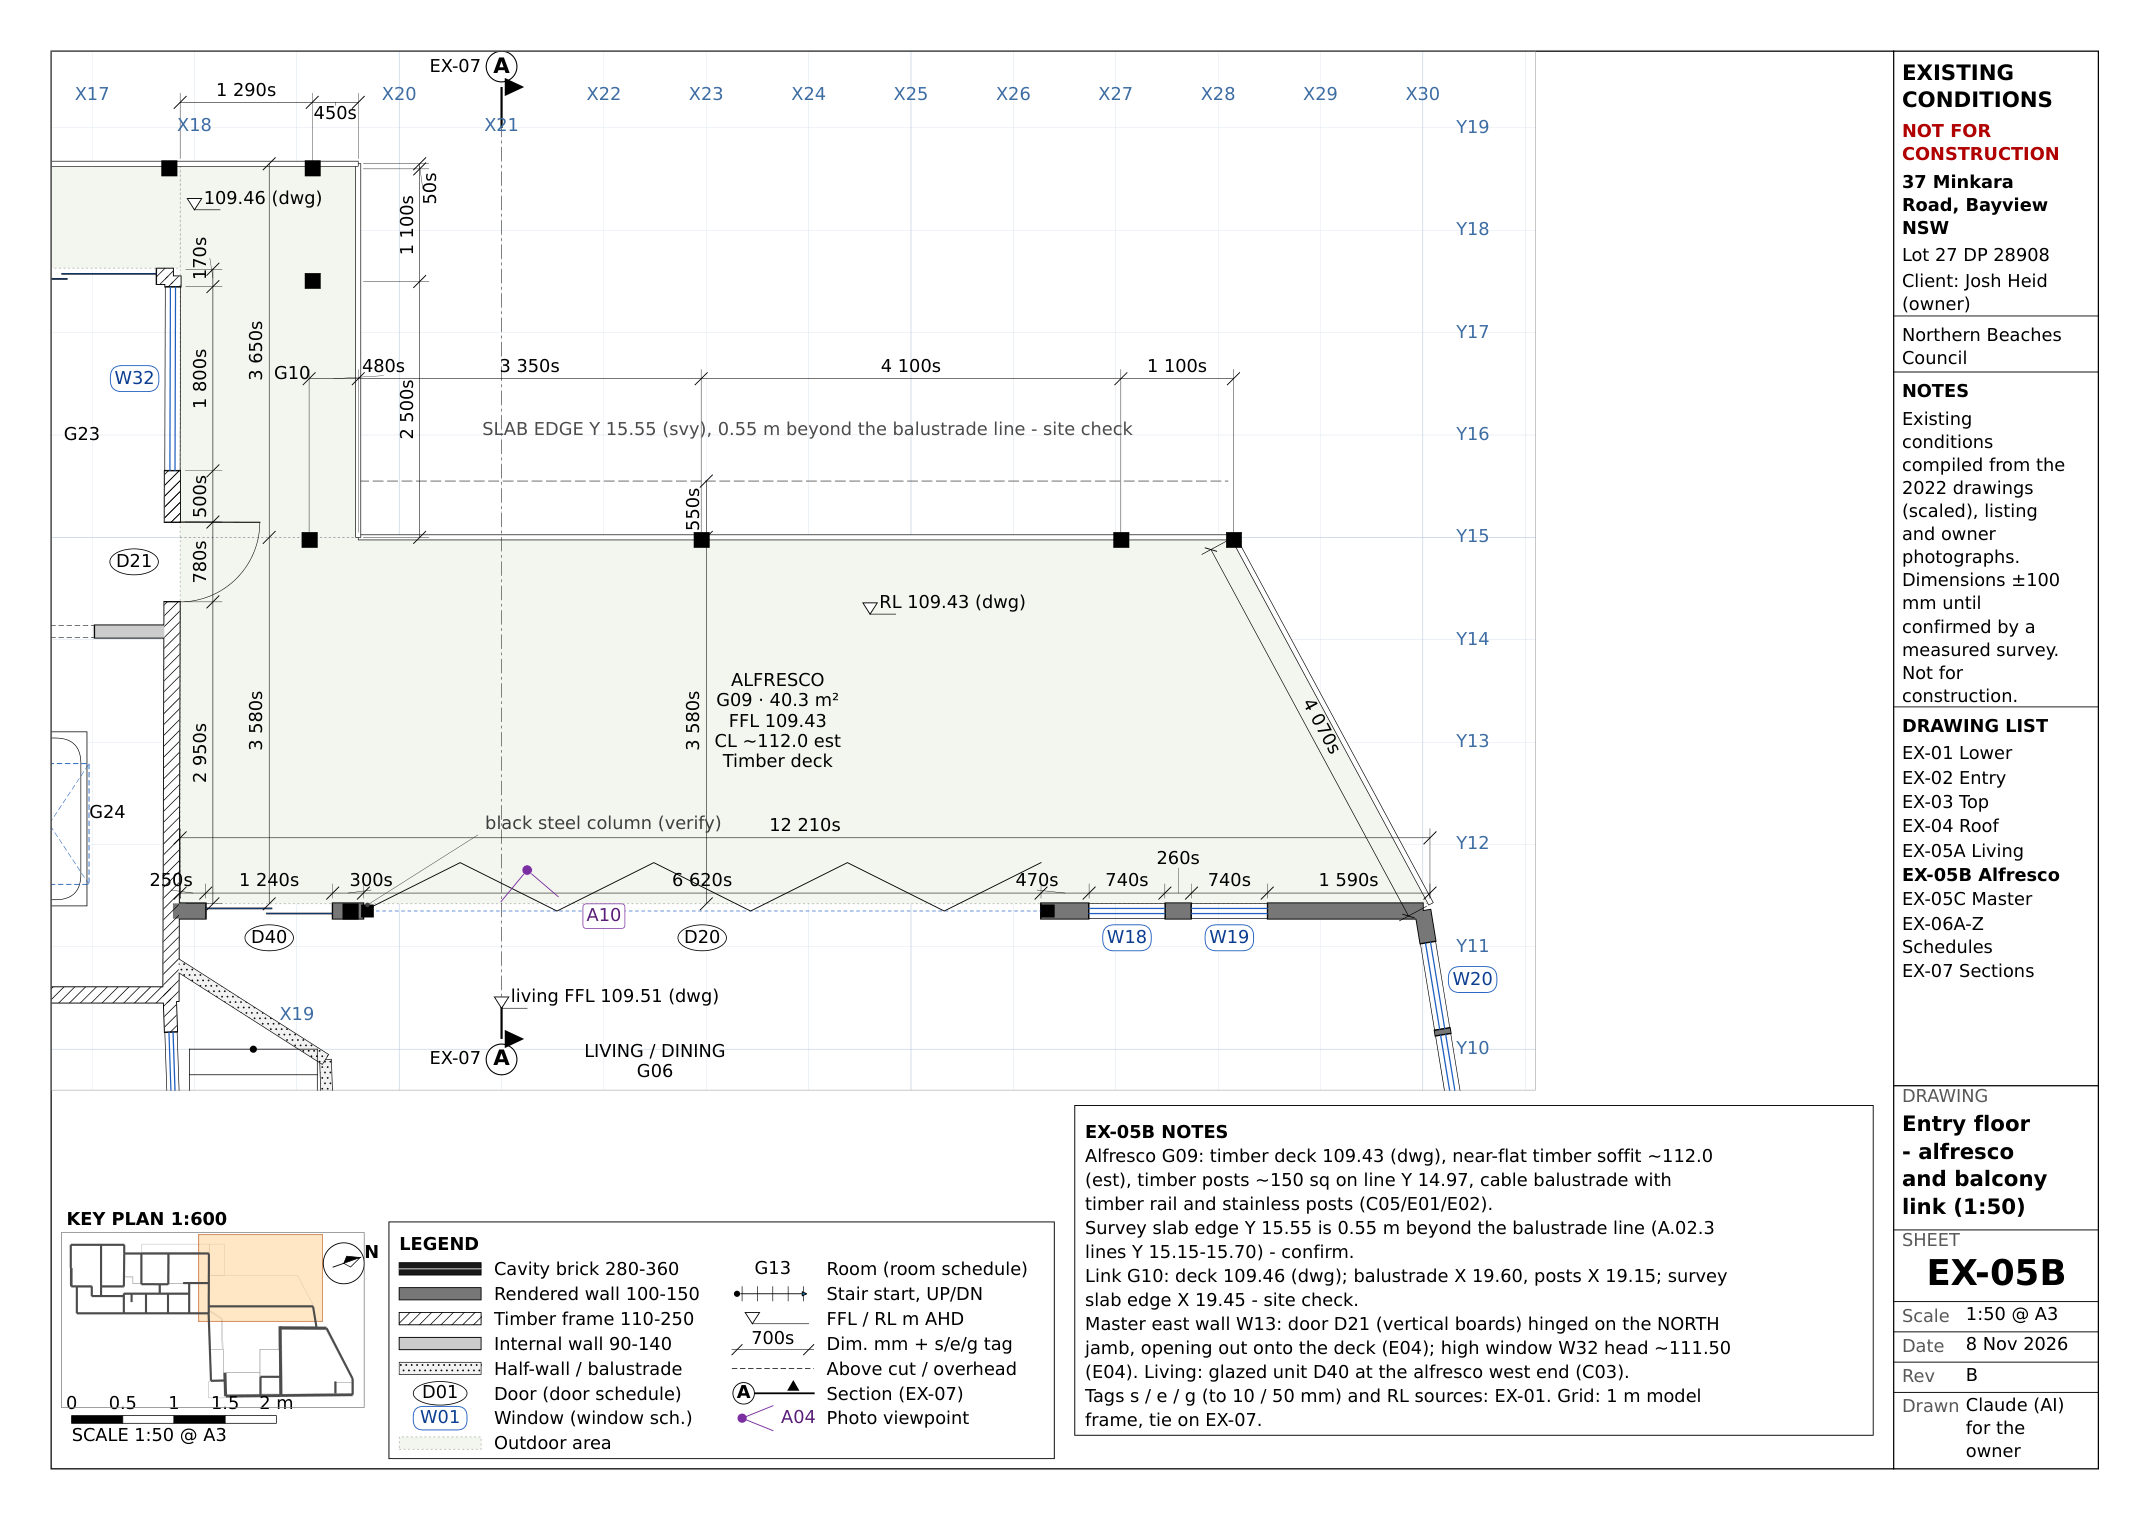 EX-07 A
X17
1 290s
X20
X22
X23
X24
X25
X26
X27
X28
X29
X30
450s
X18
X21
Y19
109.46 (dwg)
50s
1 100s
Y18
170s
Y17
3 650s
W32
1 800s
G10
480s
3 350s
4 100s
1 100s
2 500s
G23
SLAB EDGE Y 15.55 (svy), 0.55 m beyond the balustrade line - site check
Y16
500s
550s
Y15
D21
780s
RL 109.43 (dwg)
Y14
ALFRESCO
G09 · 40.3 m²
FFL 109.43
CL ~112.0 est
Timber deck
2 950s
3 580s
3 580s
4 070s
Y13
G24
black steel column (verify)
12 210s
Y12
250s
1 240s
300s
6 620s
470s
740s
260s
740s
1 590s
D40
A10
D20
W18
W19
Y11
W20
living FFL 109.51 (dwg)
X19
EX-07 A
LIVING / DINING
G06
Y10
EX-05B NOTES
Alfresco G09: timber deck 109.43 (dwg), near-flat timber soffit ~112.0
(est), timber posts ~150 sq on line Y 14.97, cable balustrade with
timber rail and stainless posts (C05/E01/E02).
Survey slab edge Y 15.55 is 0.55 m beyond the balustrade line (A.02.3
lines Y 15.15-15.70) - confirm.
Link G10: deck 109.46 (dwg); balustrade X 19.60, posts X 19.15; survey
slab edge X 19.45 - site check.
Master east wall W13: door D21 (vertical boards) hinged on the NORTH
jamb, opening out onto the deck (E04); high window W32 head ~111.50
(E04). Living: glazed unit D40 at the alfresco west end (C03).
Tags s / e / g (to 10 / 50 mm) and RL sources: EX-01. Grid: 1 m model
frame, tie on EX-07.
KEY PLAN 1:600
N
0 0.5 1 1.5 2 m
SCALE 1:50 @ A3
LEGEND
Cavity brick 280-360
Rendered wall 100-150
Timber frame 110-250
Internal wall 90-140
Half-wall / balustrade
D01 Door (door schedule)
W01 Window (window sch.)
Outdoor area
G13 Room (room schedule)
Stair start, UP/DN
FFL / RL m AHD
700s Dim. mm + s/e/g tag
Above cut / overhead
A Section (EX-07)
A04 Photo viewpoint
EXISTING
CONDITIONS
NOT FOR
CONSTRUCTION
37 Minkara
Road, Bayview
NSW
Lot 27 DP 28908
Client: Josh Heid
(owner)
Northern Beaches
Council
NOTES
Existing
conditions
compiled from the
2022 drawings
(scaled), listing
and owner
photographs.
Dimensions ±100
mm until
confirmed by a
measured survey.
Not for
construction.
DRAWING LIST
EX-01 Lower
EX-02 Entry
EX-03 Top
EX-04 Roof
EX-05A Living
EX-05B Alfresco
EX-05C Master
EX-06A-Z
Schedules
EX-07 Sections
DRAWING
Entry floor
- alfresco
and balcony
link (1:50)
SHEET
EX-05B
Scale 1:50 @ A3
Date 8 Nov 2026
Rev B
Drawn Claude (AI)
for the
owner